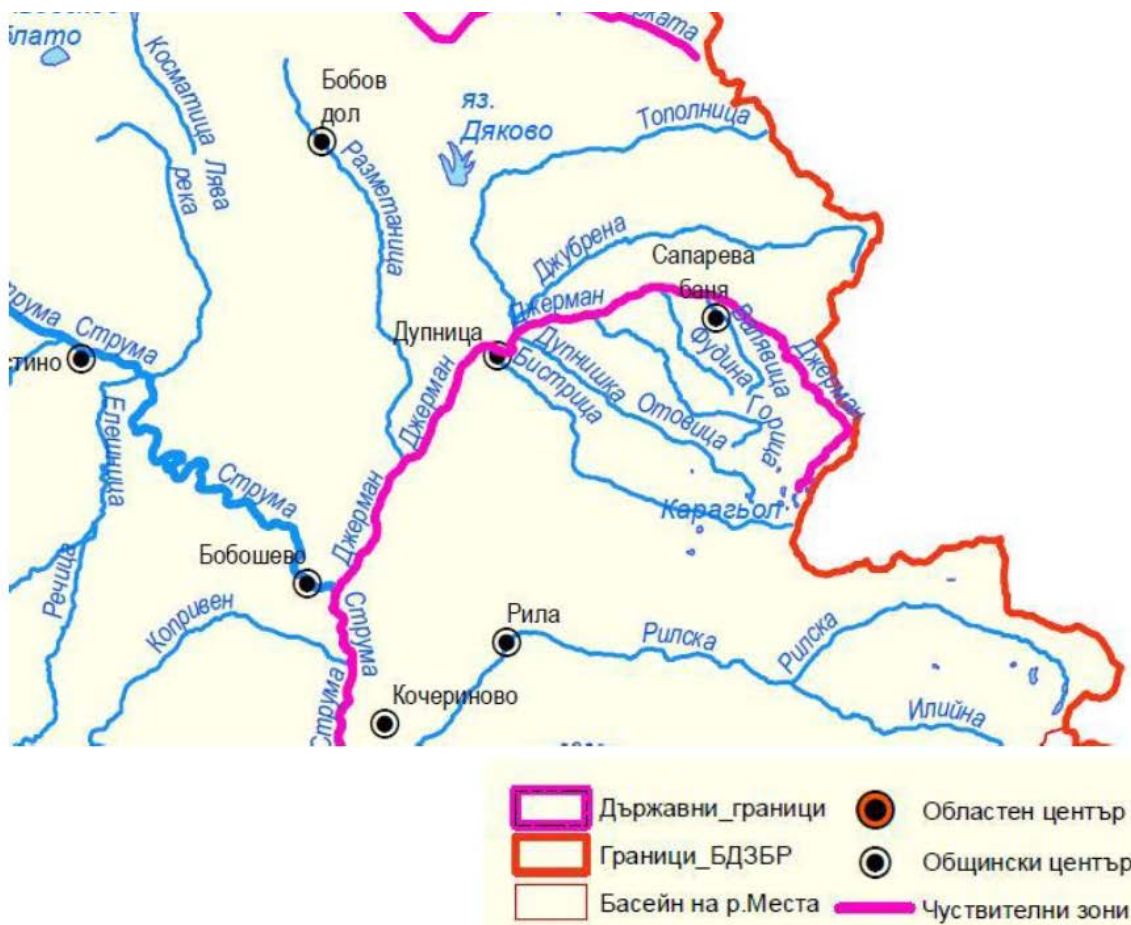 блато
Косматица
Лява
река
Бобов
дол
яз.
Дяково
Тополница
Разметаница
Джубрена
Сапарева
баня
Джерман
Валявица
Фудина
Джерман
Горица
Дупница
Дупнишка
Бистрица
Отовица
Карагьол
Струма
Елешница
Струма
Джерман
Джерман
Бобошево
Речица
Копривен
Струма
Струма
Рила
Рилска
Рилска
Илийна
Кочериново
Държавни_граници
Областен център
Граници_БДЗБР
Общински център
Басейн на р.Места
Чуствителни зони